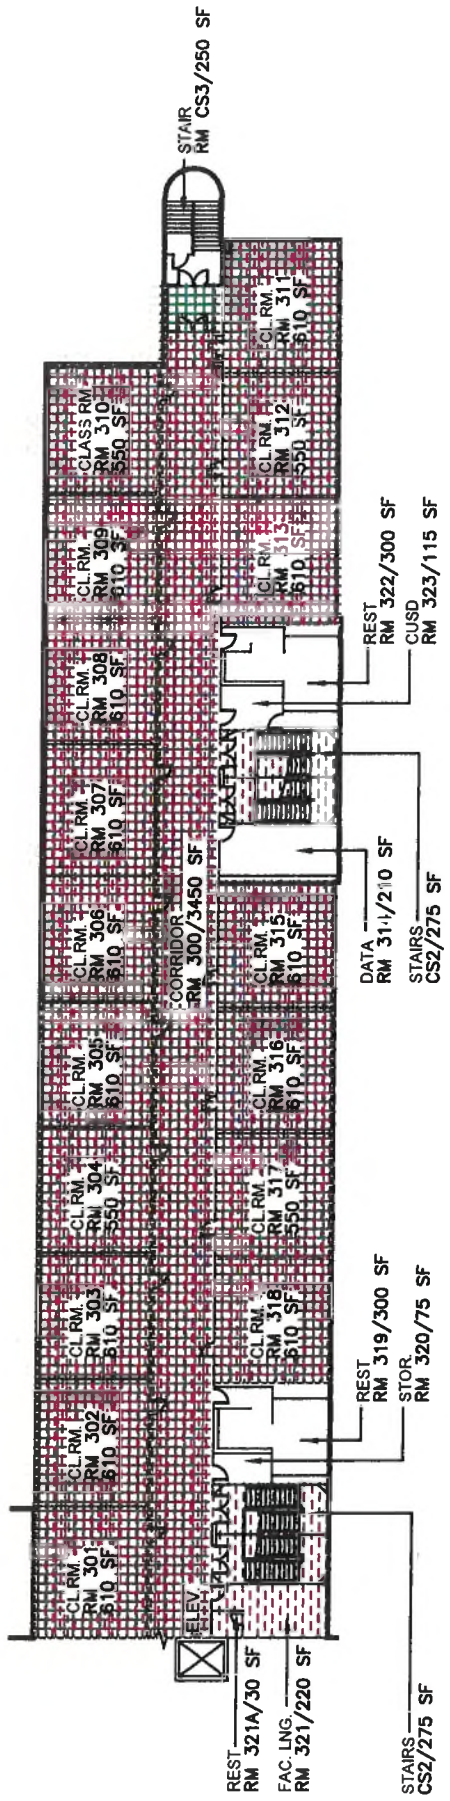 STAIR
RM CS3/250 SF
CL.RM.
RM 301
610 SF
CL.RM.
RM 302
610 SF
CL.RM.
RM 303
610 SF
CL.RM.
RM 304
550 SF
CL.RM.
RM 305
610 SF
CL.RM.
RM 306
610 SF
CL.RM.
RM 307
610 SF
CL.RM.
RM 308
610 SF
CL.RM.
RM 309
610 SF
CLASS RM
RM 310
550 SF
CORRIDOR
RM 300/3450 SF
ELEV.
CL.RM.
RM 318
610 SF
CL.RM.
RM 317
550 SF
CL.RM.
RM 316
610 SF
CL.RM.
RM 315
610 SF
CL.RM.
RM 313
610 SF
CL.RM.
RM 312
550 SF
CL.RM.
RM 311
610 SF
REST
RM 321A/30 SF
FAC. LNG.
RM 321/220 SF
STAIRS
CS2/275 SF
REST
RM 319/300 SF
STOR.
RM 320/75 SF
DATA
RM 314/210 SF
STAIRS
CS2/275 SF
REST
RM 322/300 SF
CUSD
RM 323/115 SF